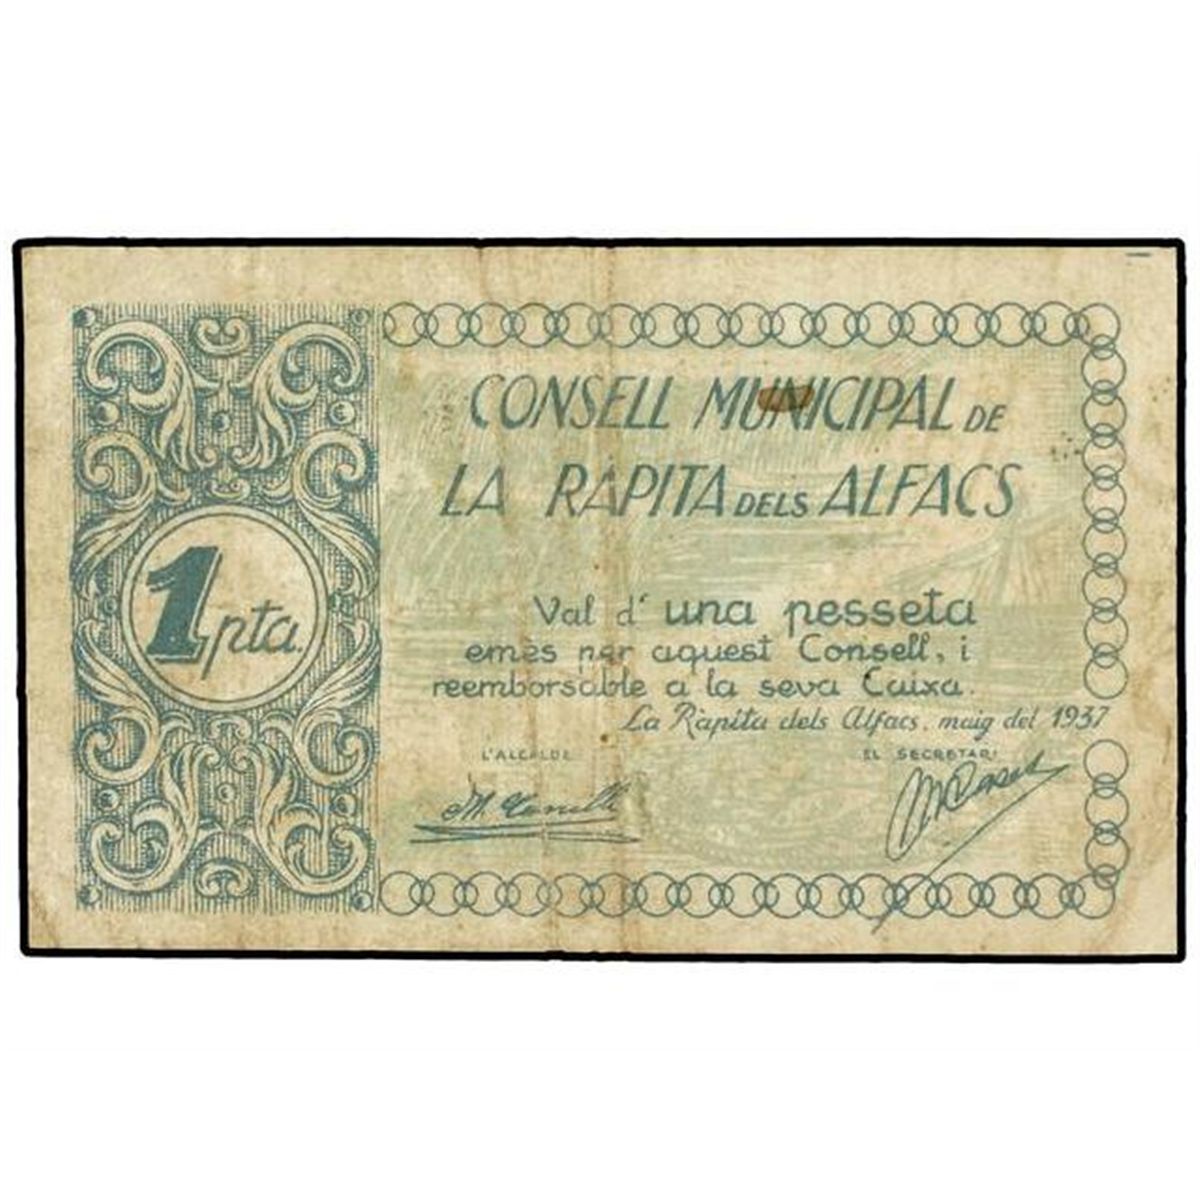 CONSELL MUNICIPAL DE
LA RÀPITA DELS ALFACS
1 pta.
Val d' una pesseta
emès per aquest Consell, i
reemborsable a la seva Caixa.
La Ràpita dels Alfacs, maig del 1937
L'ALCALDE
EL SECRETARI